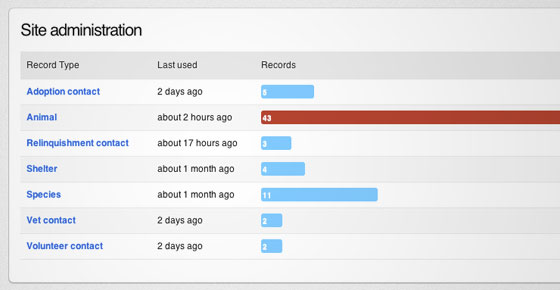 Site administration
Record Type Last used Records
Adoption contact 2 days ago 5
Animal about 2 hours ago 43
Relinquishment contact about 17 hours ago 3
Shelter about 1 month ago 4
Species about 1 month ago 11
Vet contact 2 days ago 2
Volunteer contact 2 days ago 2